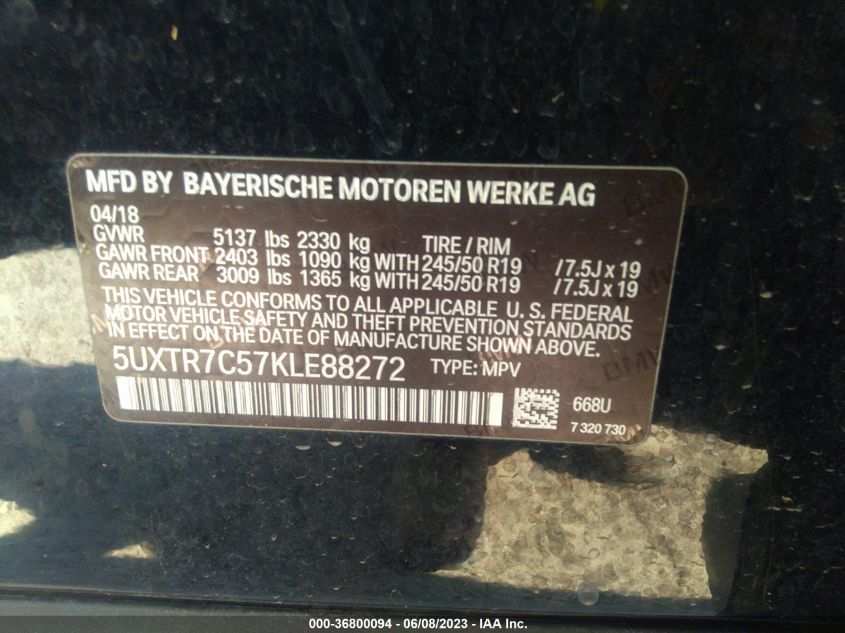 MFD BY BAYERISCHE MOTOREN WERKE AG
04/18
GVWR 5137 lbs 2330 kg TIRE / RIM
GAWR FRONT 2403 lbs 1090 kg WITH 245/50 R19 /7.5J x 19
GAWR REAR 3009 lbs 1365 kg WITH 245/50 R19 /7.5J x 19
THIS VEHICLE CONFORMS TO ALL APPLICABLE U. S. FEDERAL
MOTOR VEHICLE SAFETY AND THEFT PREVENTION STANDARDS
IN EFFECT ON THE DATE OF MANUFACTURE SHOWN ABOVE.
5UXTR7C57KLE88272 TYPE: MPV
668U
7 320 730
000-36800094 - 06/08/2023 - IAA Inc.